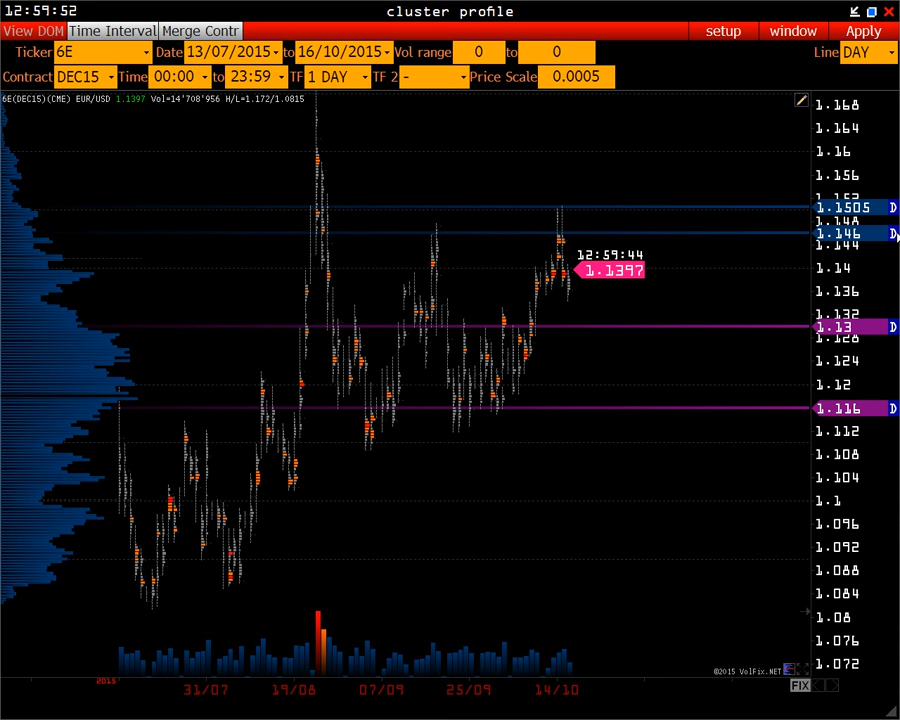 12:59:52 cluster profile
View DOM Time Interval Merge Contr setup window Apply
Ticker 6E Date 13/07/2015 to 16/10/2015 Vol range 0 to 0 Line DAY
Contract DEC15 Time 00:00 to 23:59 TF 1 DAY TF 2 - Price Scale 0.0005
6E(DEC15)(CME) EUR/USD 1.1397 Vol=14'708'956 H/L=1.172/1.0815
1.168
1.164
1.16
1.156
1.152
1.1505 D
1.148
1.146 D
1.144
12:59:44
1.14
1.1397
1.136
1.132
1.13 D
1.128
1.124
1.12
1.116 D
1.112
1.108
1.104
1.1
1.096
1.092
1.088
1.084
1.08
1.076
1.072
©2015 VolFix.NET
2015
31/07 19/08 07/09 25/09 14/10
FIX